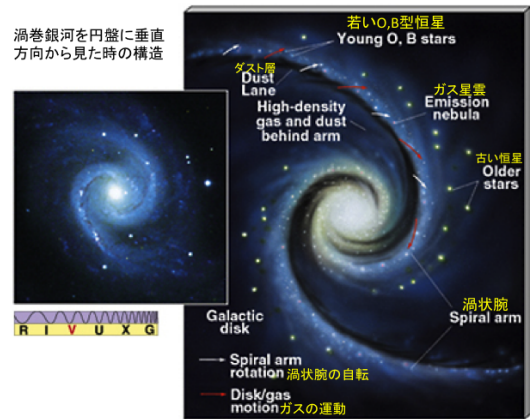 渦巻銀河を円盤に垂直
方向から見た時の構造
若いO,B型恒星
Young O, B stars
ダスト層
Dust
Lane
High-density
gas and dust
behind arm
ガス星雲
Emission
nebula
古い恒星
Older
stars
渦状腕
Spiral arm
Galactic
disk
Spiral arm
rotation 渦状腕の自転
Disk/gas
motion ガスの運動
R I V U X G